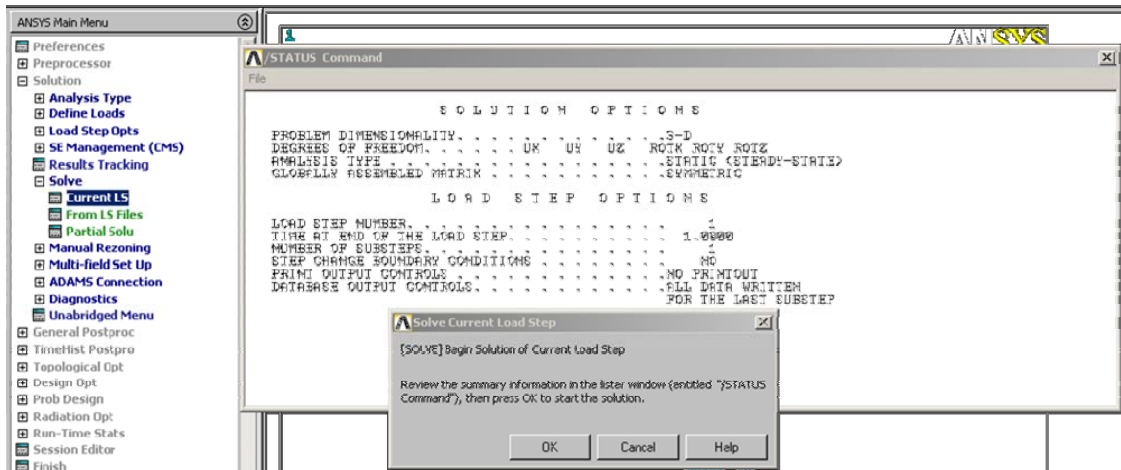 ANSYS Main Menu
Preferences
Preprocessor
Solution
Analysis Type
Define Loads
Load Step Opts
SE Management (CMS)
Results Tracking
Solve
Current LS
From LS Files
Partial Solu
Manual Rezoning
Multi-field Set Up
ADAMS Connection
Diagnostics
Unabridged Menu
General Postproc
TimeHist Postpro
Topological Opt
Design Opt
Prob Design
Radiation Opt
Run-Time Stats
Session Editor
Finish
1
ANSYS
/STATUS Command
File
S O L U T I O N   O P T I O N S
PROBLEM DIMENSIONALITY. . . . . . . . . . . . .3-D
DEGREES OF FREEDOM. . . . . . UX   UY   UZ   ROTX ROTY ROTZ
ANALYSIS TYPE . . . . . . . . . . . . . . . . .STATIC (STEADY-STATE)
GLOBALLY ASSEMBLED MATRIX . . . . . . . . . . .SYMMETRIC
L O A D   S T E P   O P T I O N S
LOAD STEP NUMBER. . . . . . . . . . . . . . . . 1
TIME AT END OF THE LOAD STEP. . . . . . . . . . 1.0000
NUMBER OF SUBSTEPS. . . . . . . . . . . . . . . 1
STEP CHANGE BOUNDARY CONDITIONS . . . . . . . . NO
PRINT OUTPUT CONTROLS . . . . . . . . . . . . .NO PRINTOUT
DATABASE OUTPUT CONTROLS. . . . . . . . . . . .ALL DATA WRITTEN
FOR THE LAST SUBSTEP
Solve Current Load Step
[SOLVE] Begin Solution of Current Load Step
Review the summary information in the lister window (entitled "/STATUS
Command"), then press OK to start the solution.
OK
Cancel
Help